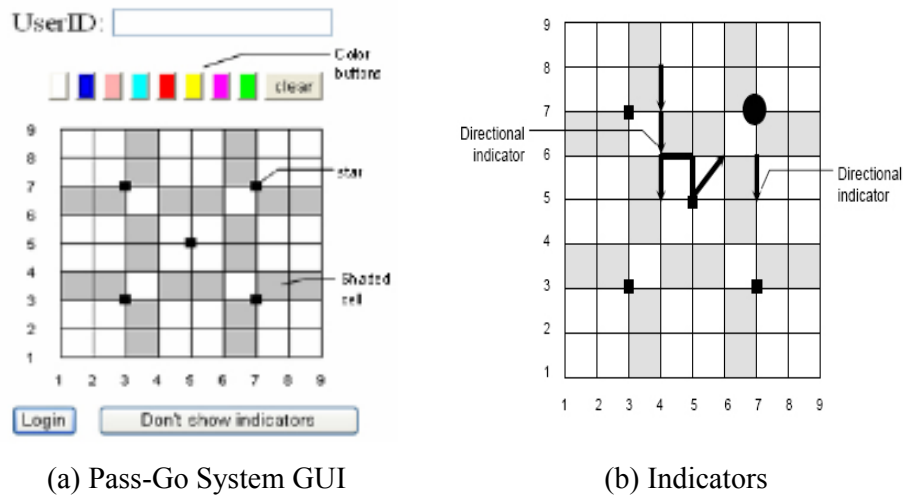 UserID:
Color
buttons
clear
9
8
7
6
5
4
3
2
1
star
Shaded
cell
1 2 3 4 5 6 7 8 9
Login
Don't show indicators
(a) Pass-Go System GUI
9
8
7
6
5
4
3
2
1
Directional
indicator
Directional
indicator
1 2 3 4 5 6 7 8 9
(b) Indicators